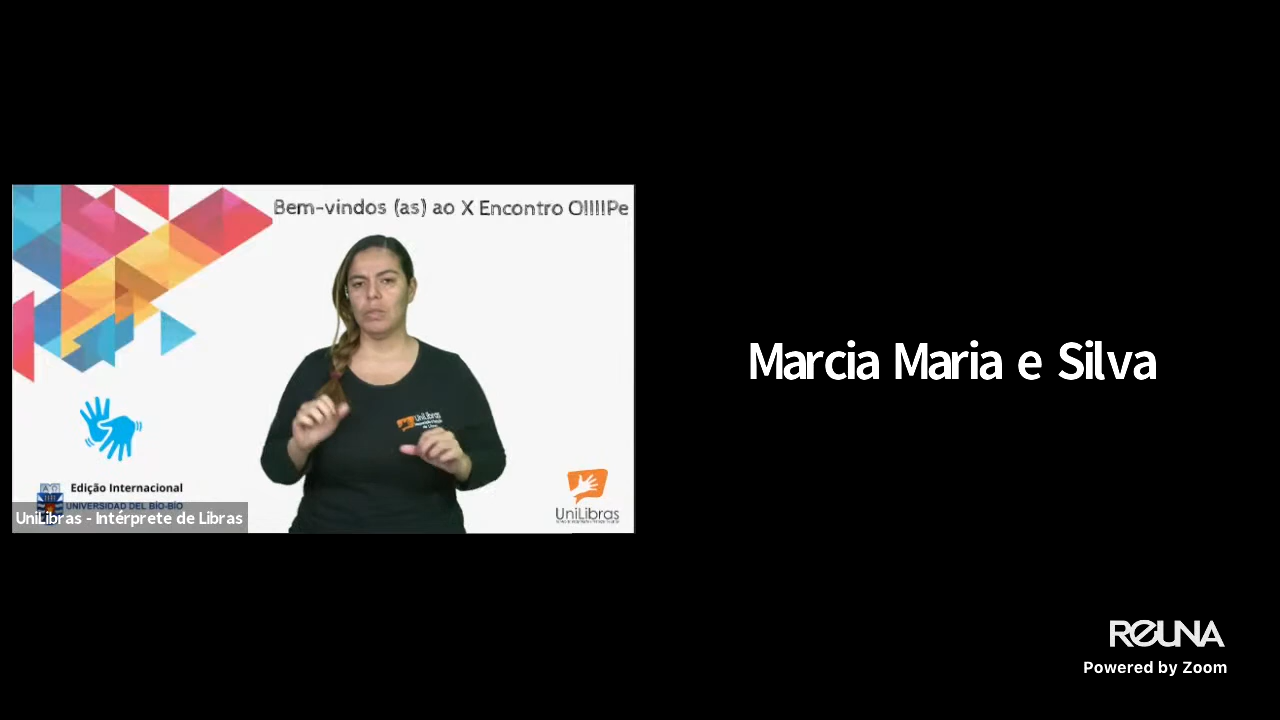 Bem-vindos (as) ao X Encontro OIIIIPe
UniLibras
Edição Internacional
UNIVERSIDAD DEL BÍO-BÍO
UniLibras - Intérprete de Libras
UniLibras
Marcia Maria e Silva
REUNA
Powered by Zoom